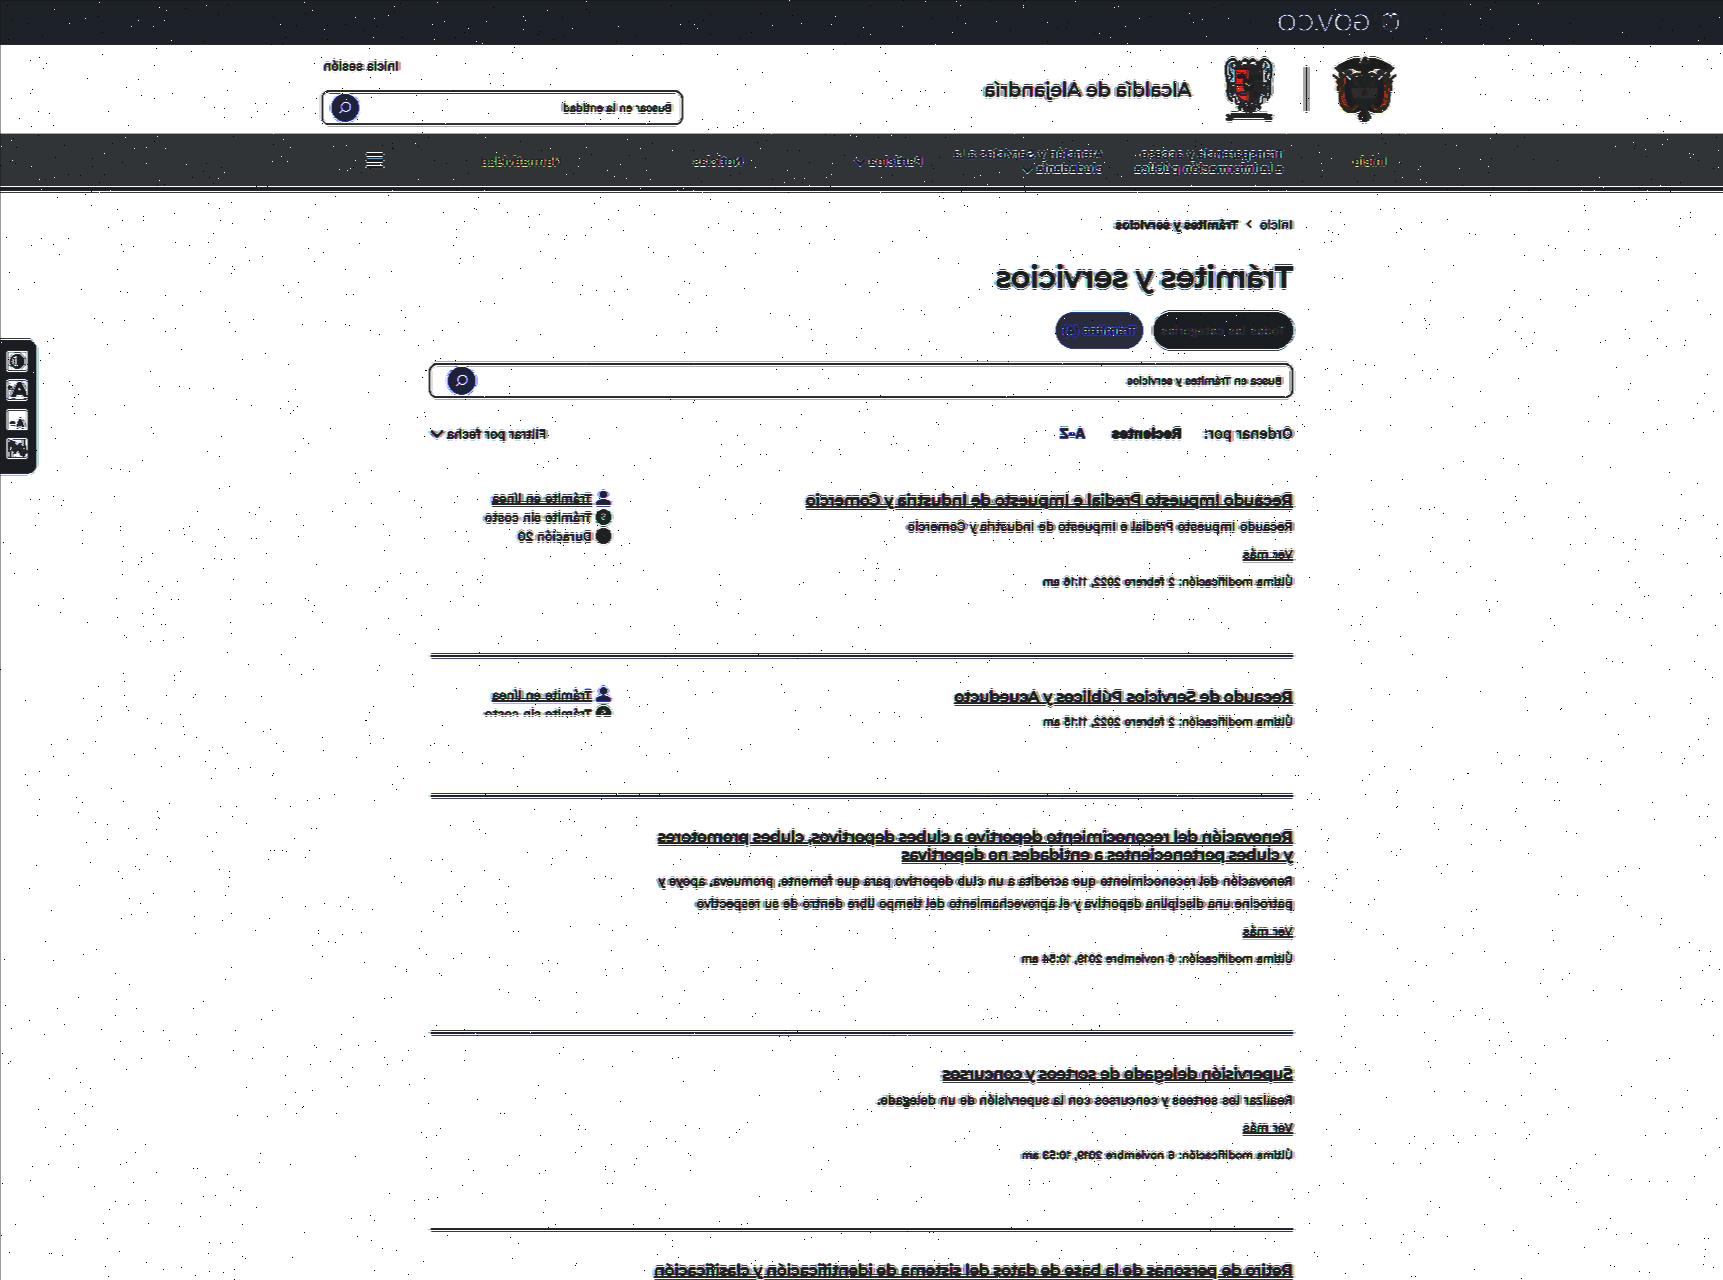 GOV.CO
Alcaldía de Alejandría
Inicia sesión
Buscar en la entidad
Inicio
Transparencia y acceso
a la información pública
Atención y servicios a la
ciudadanía
Participa
Noticias
Normatividad
Inicio > Trámites y servicios
Trámites y servicios
Todas las categorías
Trámites
Busca en Trámites y servicios
Ordenar por: Recientes A-Z
Filtrar por fecha
Recaudo Impuesto Predial e Impuesto de Industria y Comercio
Recaudo Impuesto Predial e Impuesto de Industria y Comercio
Ver más
Última modificación: 2 febrero 2022, 11:16 am
Trámite en línea
Trámite sin costo
Duración 20
Recaudo de Servicios Públicos y Acueducto
Última modificación: 2 febrero 2022, 11:15 am
Trámite en línea
Trámite sin costo
Renovación del reconocimiento deportivo a clubes deportivos, clubes promotores
y clubes pertenecientes a entidades no deportivas
Renovación del reconocimiento que acredita a un club deportivo para que fomente, promueva, apoye y
patrocine una disciplina deportiva y el aprovechamiento del tiempo libre dentro de su respectivo
Ver más
Última modificación: 6 noviembre 2019, 10:54 am
Supervisión delegado de sorteos y concursos
Realizar los sorteos y concursos con la supervisión de un delegado.
Ver más
Última modificación: 6 noviembre 2019, 10:53 am
Retiro de personas de la base de datos del sistema de identificación y clasificación